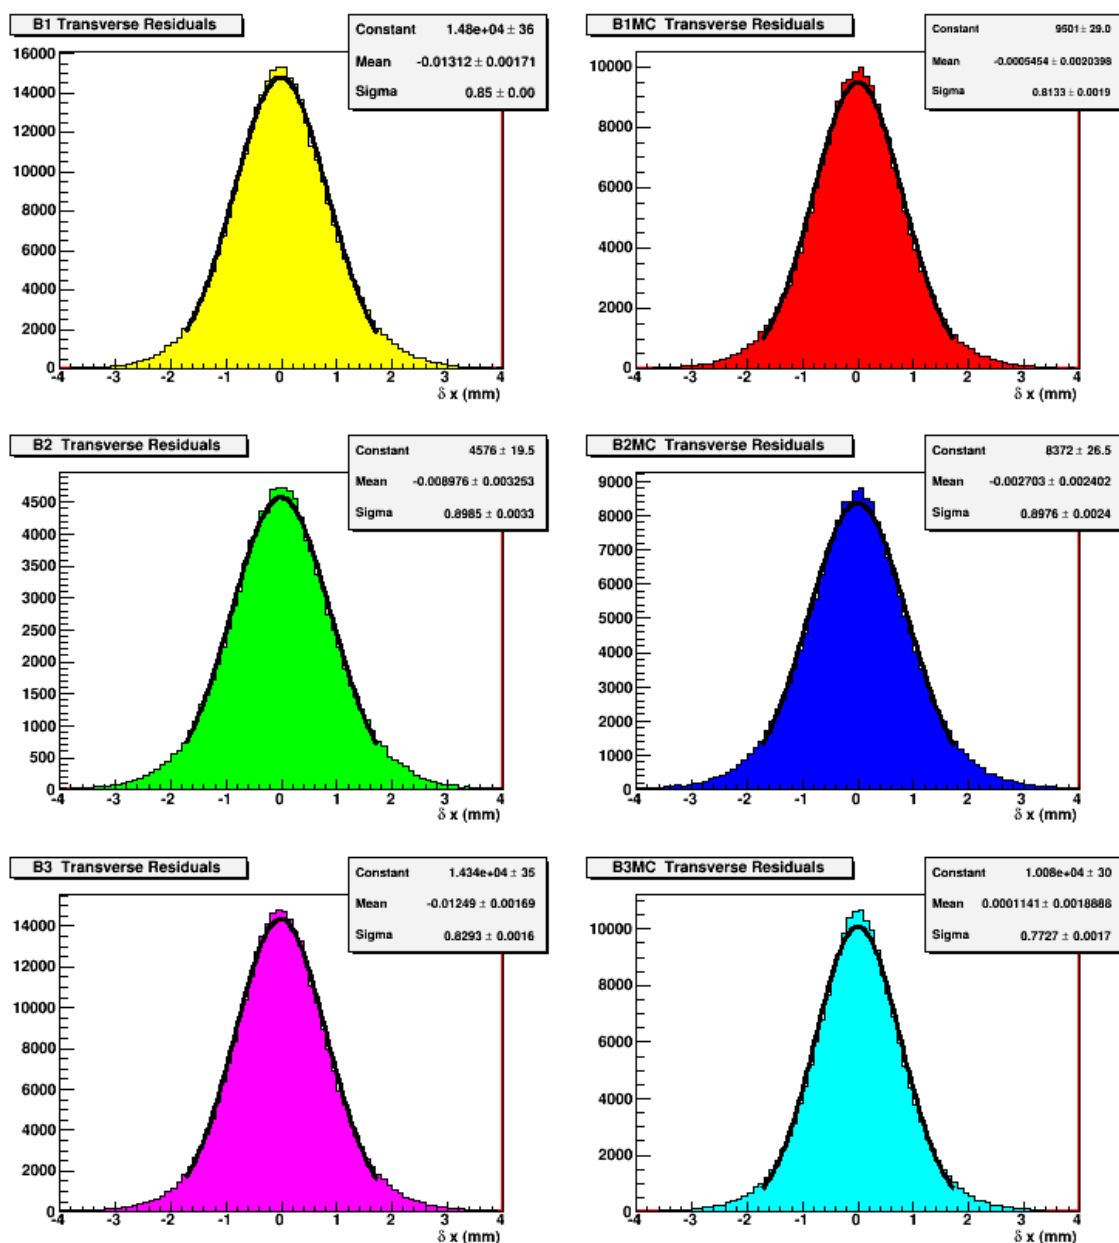 B1 Transverse Residuals
Constant 1.48e+04 ± 36
Mean -0.01312 ± 0.00171
Sigma 0.85 ± 0.00
16000
14000
12000
10000
8000
6000
4000
2000
0
-4 -3 -2 -1 0 1 2 3 4
δ x (mm)
B1MC Transverse Residuals
Constant 9501 ± 29.0
Mean -0.0005454 ± 0.0020398
Sigma 0.8133 ± 0.0019
10000
8000
6000
4000
2000
0
-4 -3 -2 -1 0 1 2 3 4
δ x (mm)
B2 Transverse Residuals
Constant 4576 ± 19.5
Mean -0.008976 ± 0.003253
Sigma 0.8985 ± 0.0033
4500
4000
3500
3000
2500
2000
1500
1000
500
0
-4 -3 -2 -1 0 1 2 3 4
δ x (mm)
B2MC Transverse Residuals
Constant 8372 ± 26.5
Mean -0.002703 ± 0.002402
Sigma 0.8976 ± 0.0024
9000
8000
7000
6000
5000
4000
3000
2000
1000
0
-4 -3 -2 -1 0 1 2 3 4
δ x (mm)
B3 Transverse Residuals
Constant 1.434e+04 ± 35
Mean -0.01249 ± 0.00169
Sigma 0.8293 ± 0.0016
14000
12000
10000
8000
6000
4000
2000
0
-4 -3 -2 -1 0 1 2 3 4
δ x (mm)
B3MC Transverse Residuals
Constant 1.008e+04 ± 30
Mean 0.0001141 ± 0.0018888
Sigma 0.7727 ± 0.0017
10000
8000
6000
4000
2000
0
-4 -3 -2 -1 0 1 2 3 4
δ x (mm)